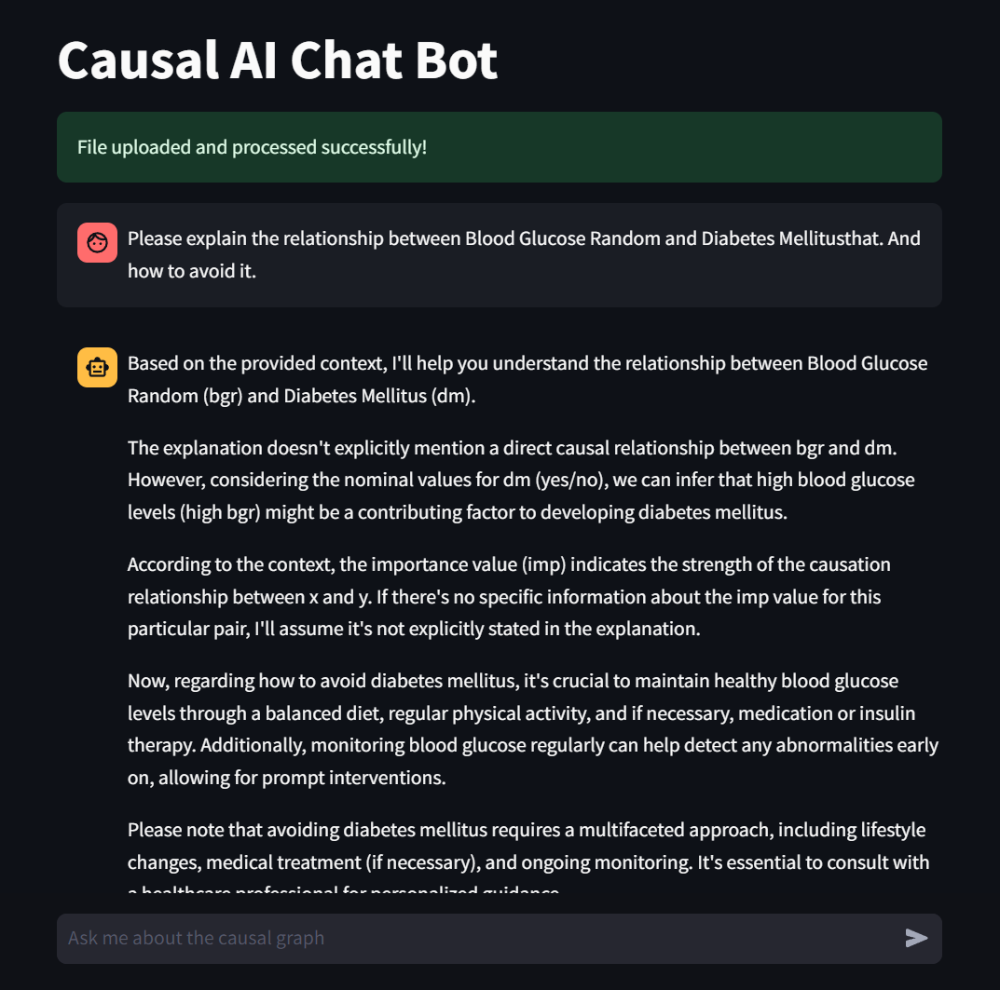 Causal AI Chat Bot
File uploaded and processed successfully!
Please explain the relationship between Blood Glucose Random and Diabetes Mellitusthat. And
how to avoid it.
Based on the provided context, I'll help you understand the relationship between Blood Glucose
Random (bgr) and Diabetes Mellitus (dm).
The explanation doesn't explicitly mention a direct causal relationship between bgr and dm.
However, considering the nominal values for dm (yes/no), we can infer that high blood glucose
levels (high bgr) might be a contributing factor to developing diabetes mellitus.
According to the context, the importance value (imp) indicates the strength of the causation
relationship between x and y. If there's no specific information about the imp value for this
particular pair, I'll assume it's not explicitly stated in the explanation.
Now, regarding how to avoid diabetes mellitus, it's crucial to maintain healthy blood glucose
levels through a balanced diet, regular physical activity, and if necessary, medication or insulin
therapy. Additionally, monitoring blood glucose regularly can help detect any abnormalities early
on, allowing for prompt interventions.
Please note that avoiding diabetes mellitus requires a multifaceted approach, including lifestyle
changes, medical treatment (if necessary), and ongoing monitoring. It's essential to consult with
a healthcare professional for personalized guidance.
Ask me about the causal graph